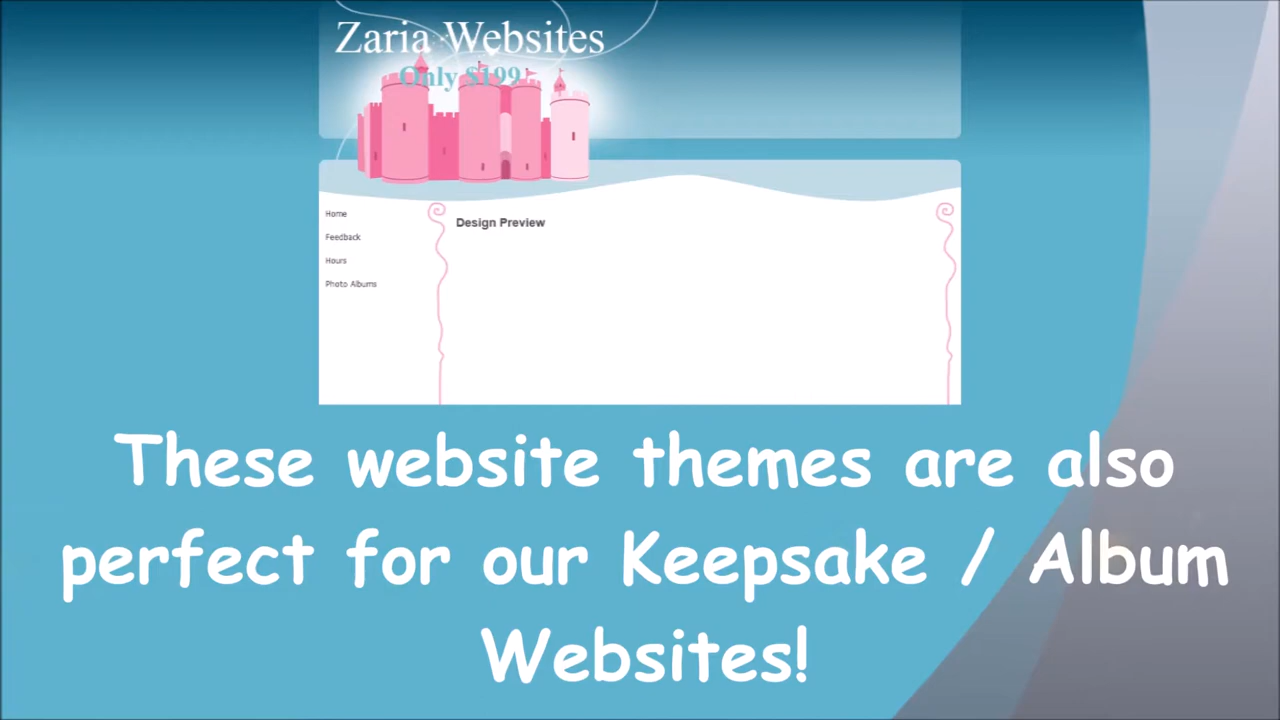 Zaria Websites
Only $199
Home
Feedback
Hours
Photo Albums
Design Preview
These website themes are also
perfect for our Keepsake / Album
Websites!